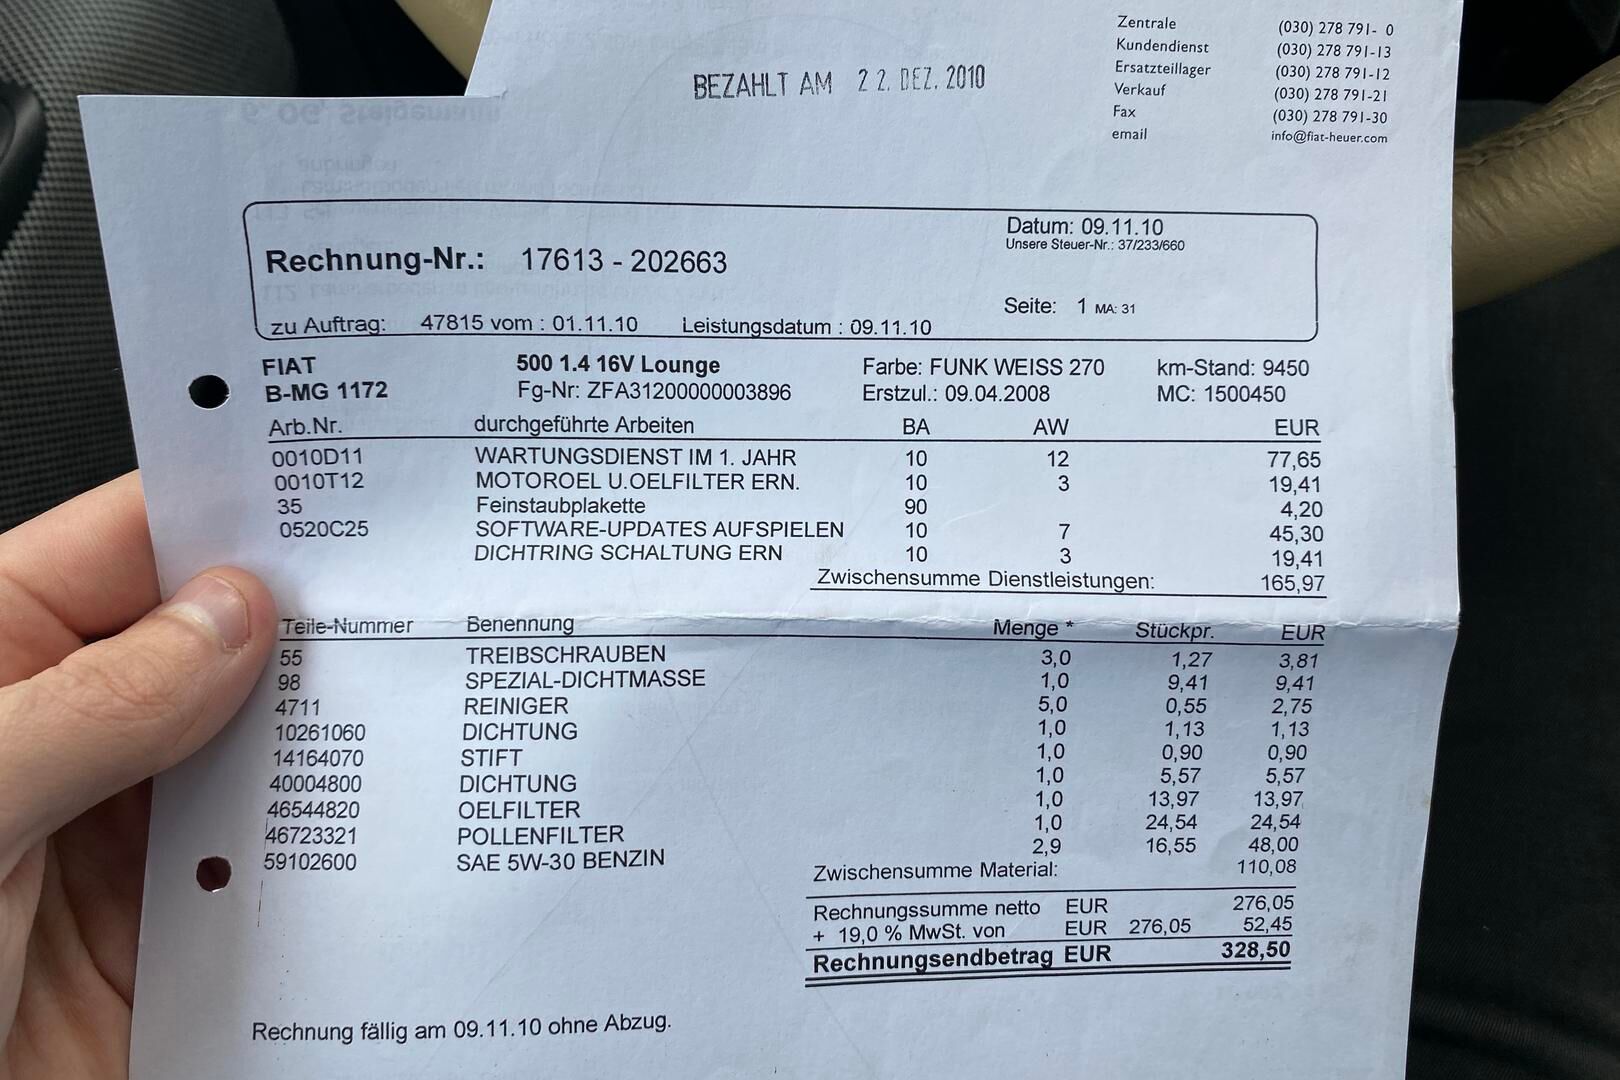 Zentrale (030) 278 791- 0
Kundendienst (030) 278 791-13
Ersatzteillager (030) 278 791-12
Verkauf (030) 278 791-21
Fax (030) 278 791-30
email info@fiat-heuer.com
BEZAHLT AM 22. DEZ. 2010
Datum: 09.11.10
Unsere Steuer-Nr.: 37/233/660
Rechnung-Nr.: 17613 - 202663
Seite: 1 MA: 31
zu Auftrag: 47815 vom : 01.11.10 Leistungsdatum : 09.11.10
FIAT 500 1.4 16V Lounge Farbe: FUNK WEISS 270 km-Stand: 9450
B-MG 1172 Fg-Nr: ZFA31200000003896 Erstzul.: 09.04.2008 MC: 1500450
Arb.Nr. durchgeführte Arbeiten BA AW EUR
0010D11 WARTUNGSDIENST IM 1. JAHR 10 12 77,65
0010T12 MOTOROEL U.OELFILTER ERN. 10 3 19,41
35 Feinstaubplakette 90 4,20
0520C25 SOFTWARE-UPDATES AUFSPIELEN 10 7 45,30
DICHTRING SCHALTUNG ERN 10 3 19,41
Zwischensumme Dienstleistungen: 165,97
Teile-Nummer Benennung Menge * Stückpr. EUR
55 TREIBSCHRAUBEN 3,0 1,27 3,81
98 SPEZIAL-DICHTMASSE 1,0 9,41 9,41
4711 REINIGER 5,0 0,55 2,75
10261060 DICHTUNG 1,0 1,13 1,13
14164070 STIFT 1,0 0,90 0,90
40004800 DICHTUNG 1,0 5,57 5,57
46544820 OELFILTER 1,0 13,97 13,97
46723321 POLLENFILTER 1,0 24,54 24,54
59102600 SAE 5W-30 BENZIN 2,9 16,55 48,00
Zwischensumme Material: 110,08
Rechnungssumme netto EUR 276,05
+ 19,0 % MwSt. von EUR 276,05 52,45
Rechnungsendbetrag EUR 328,50
Rechnung fällig am 09.11.10 ohne Abzug.